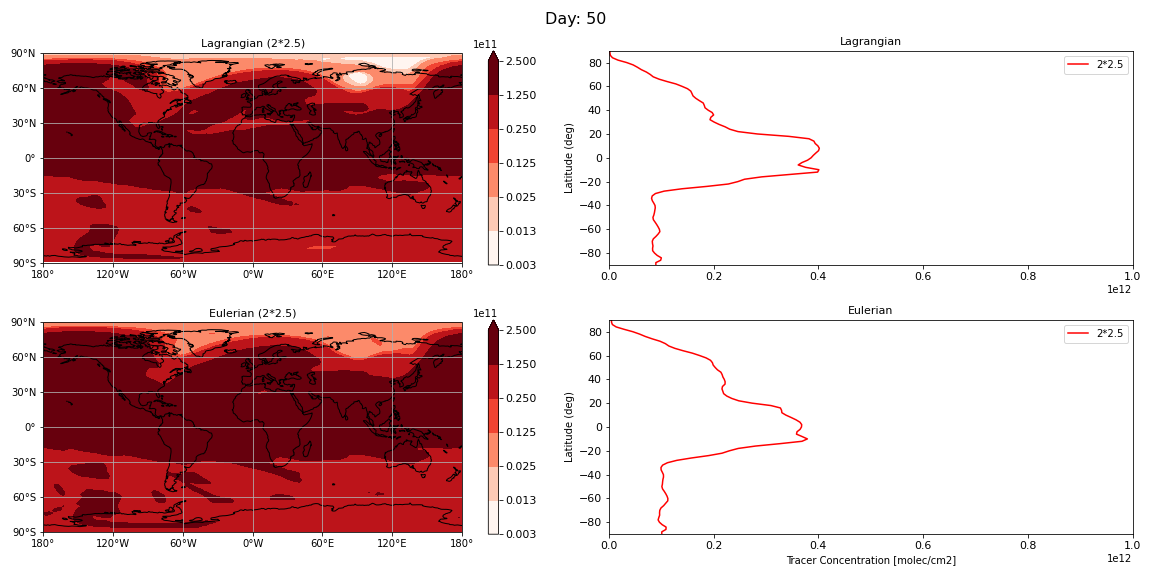 Day: 50
Lagrangian (2*2.5)
1e11
90°N
60°N
30°N
0°
30°S
60°S
90°S
180°
120°W
60°W
0°W
60°E
120°E
180°
2.500
1.250
0.250
0.125
0.025
0.013
0.003
Lagrangian
2*2.5
Latitude (deg)
80
60
40
20
0
−20
−40
−60
−80
0.0
0.2
0.4
0.6
0.8
1.0
1e12
Eulerian (2*2.5)
1e11
90°N
60°N
30°N
0°
30°S
60°S
90°S
180°
120°W
60°W
0°W
60°E
120°E
180°
2.500
1.250
0.250
0.125
0.025
0.013
0.003
Eulerian
2*2.5
Latitude (deg)
80
60
40
20
0
−20
−40
−60
−80
0.0
0.2
0.4
0.6
0.8
1.0
Tracer Concentration [molec/cm2]
1e12